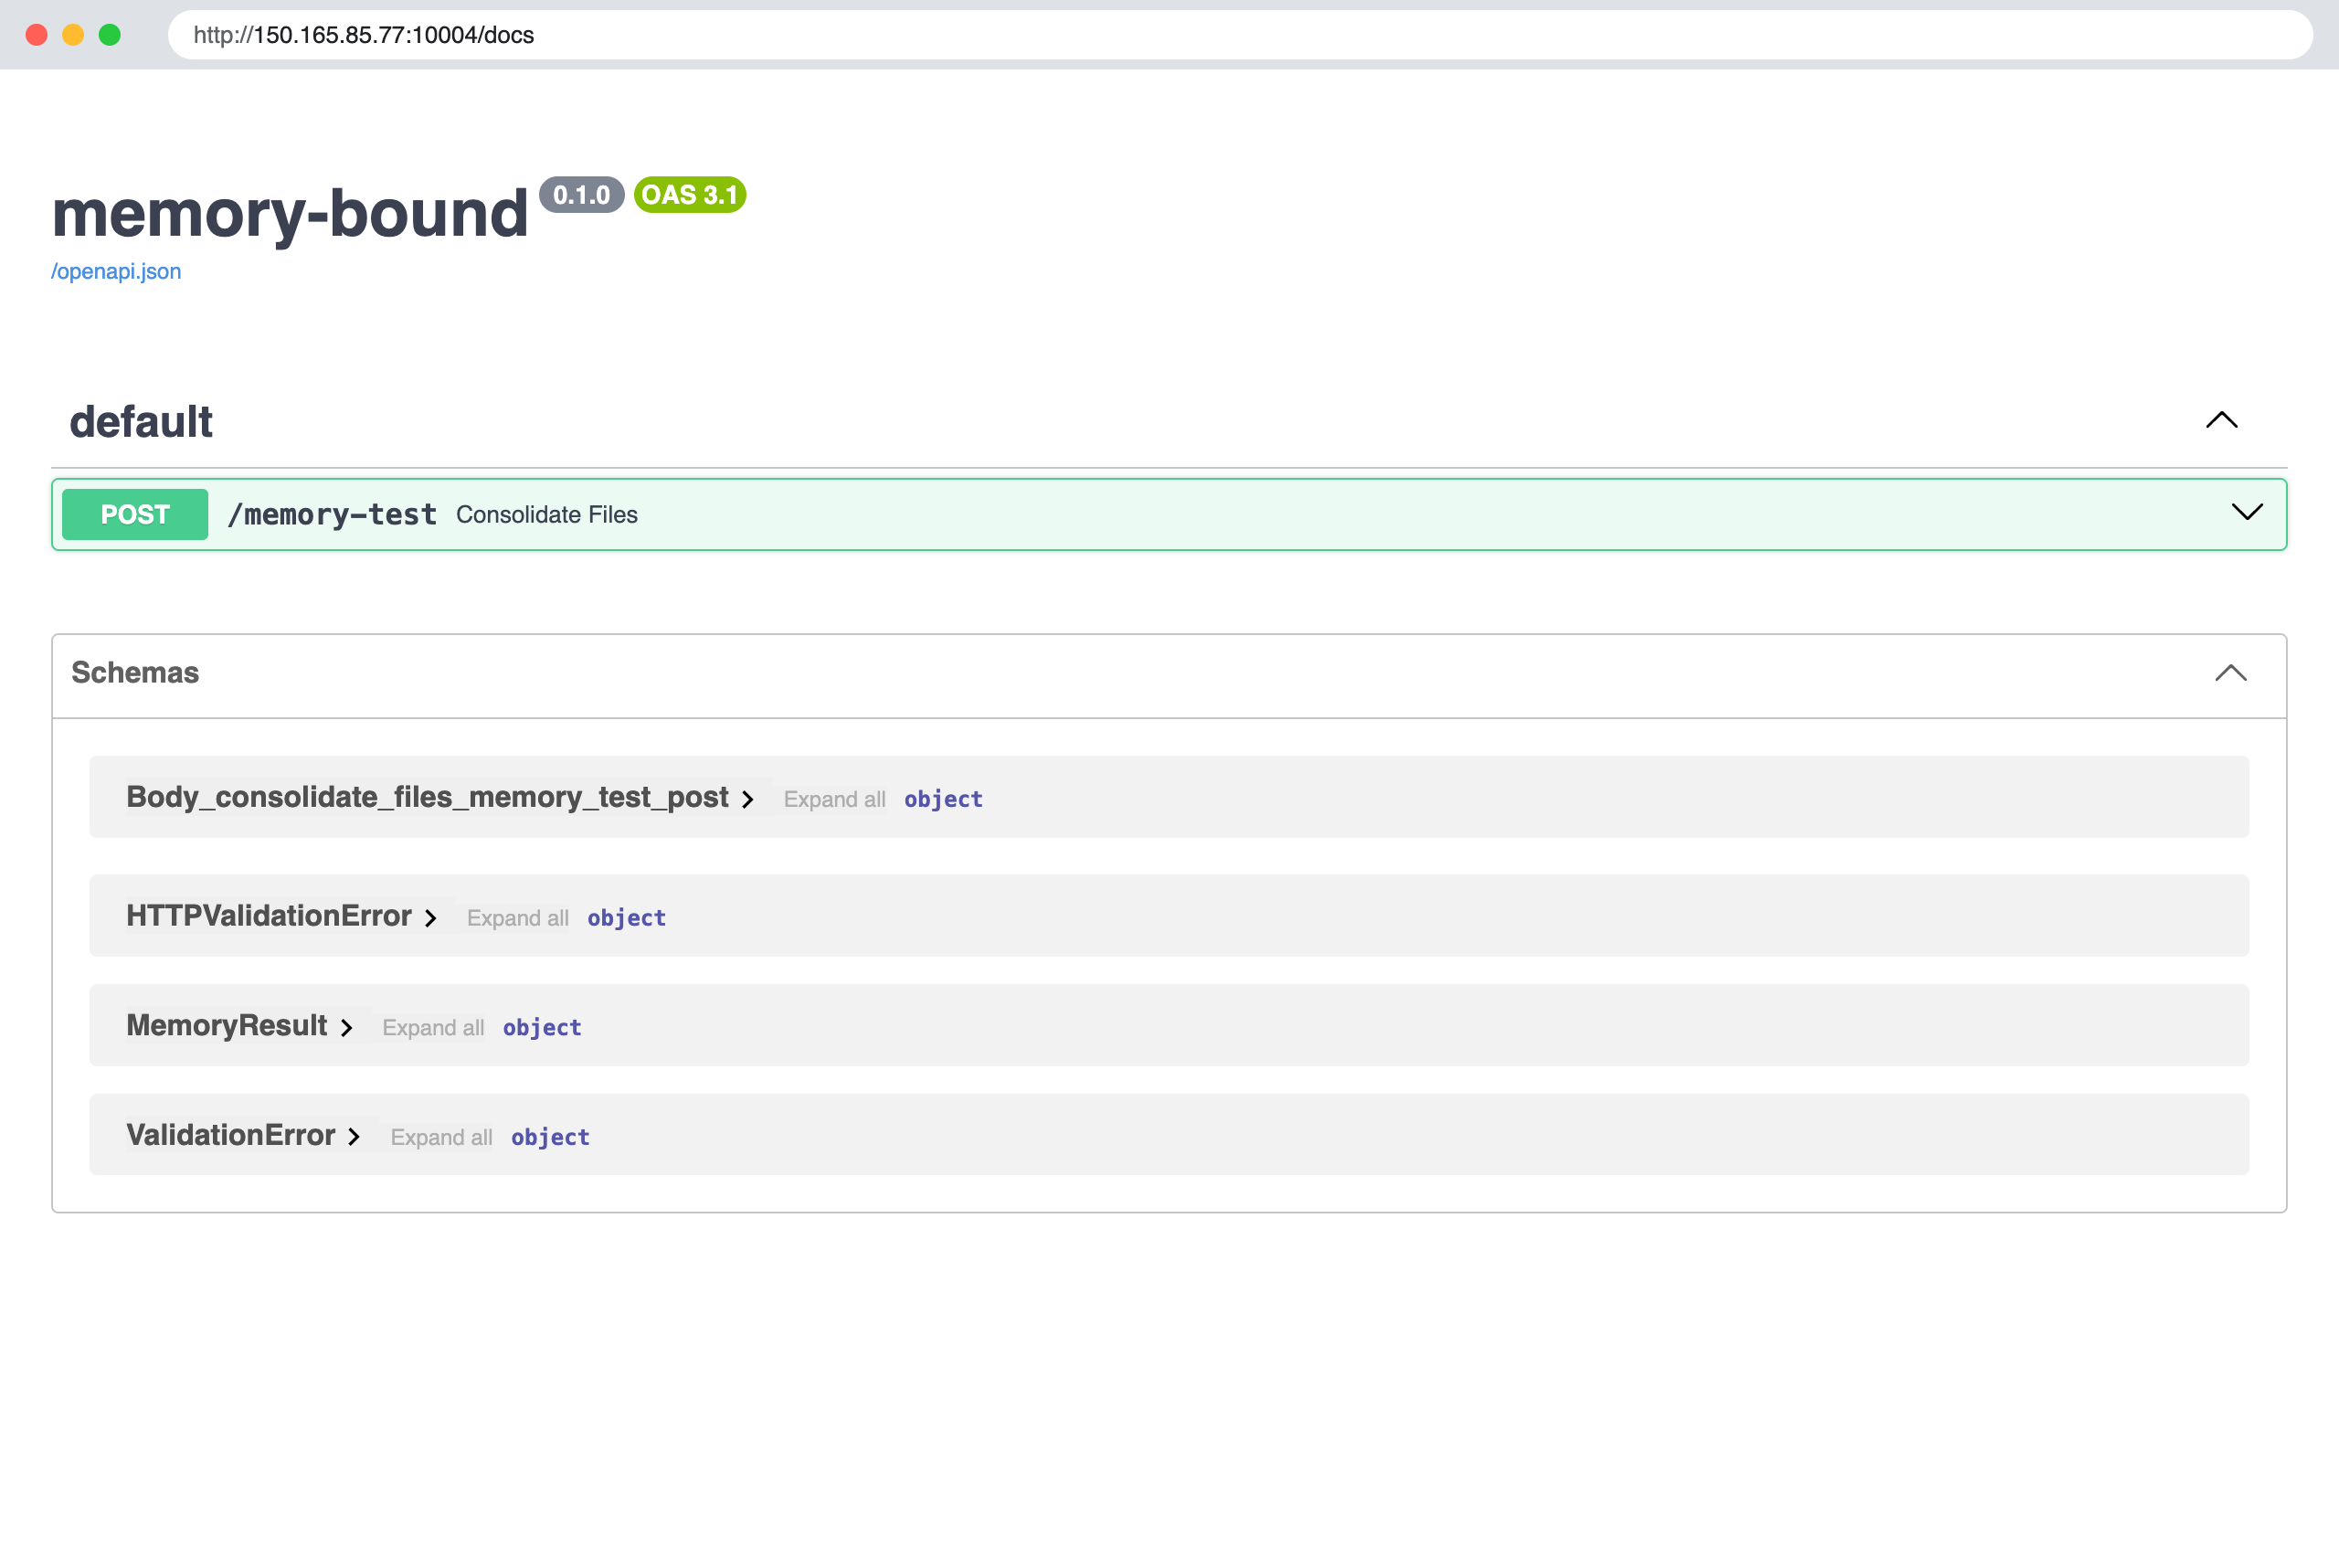 http://150.165.85.77:10004/docs
memory-bound 0.1.0 OAS 3.1
/openapi.json
default
POST /memory-test Consolidate Files
Schemas
Body_consolidate_files_memory_test_post Expand all object
HTTPValidationError Expand all object
MemoryResult Expand all object
ValidationError Expand all object